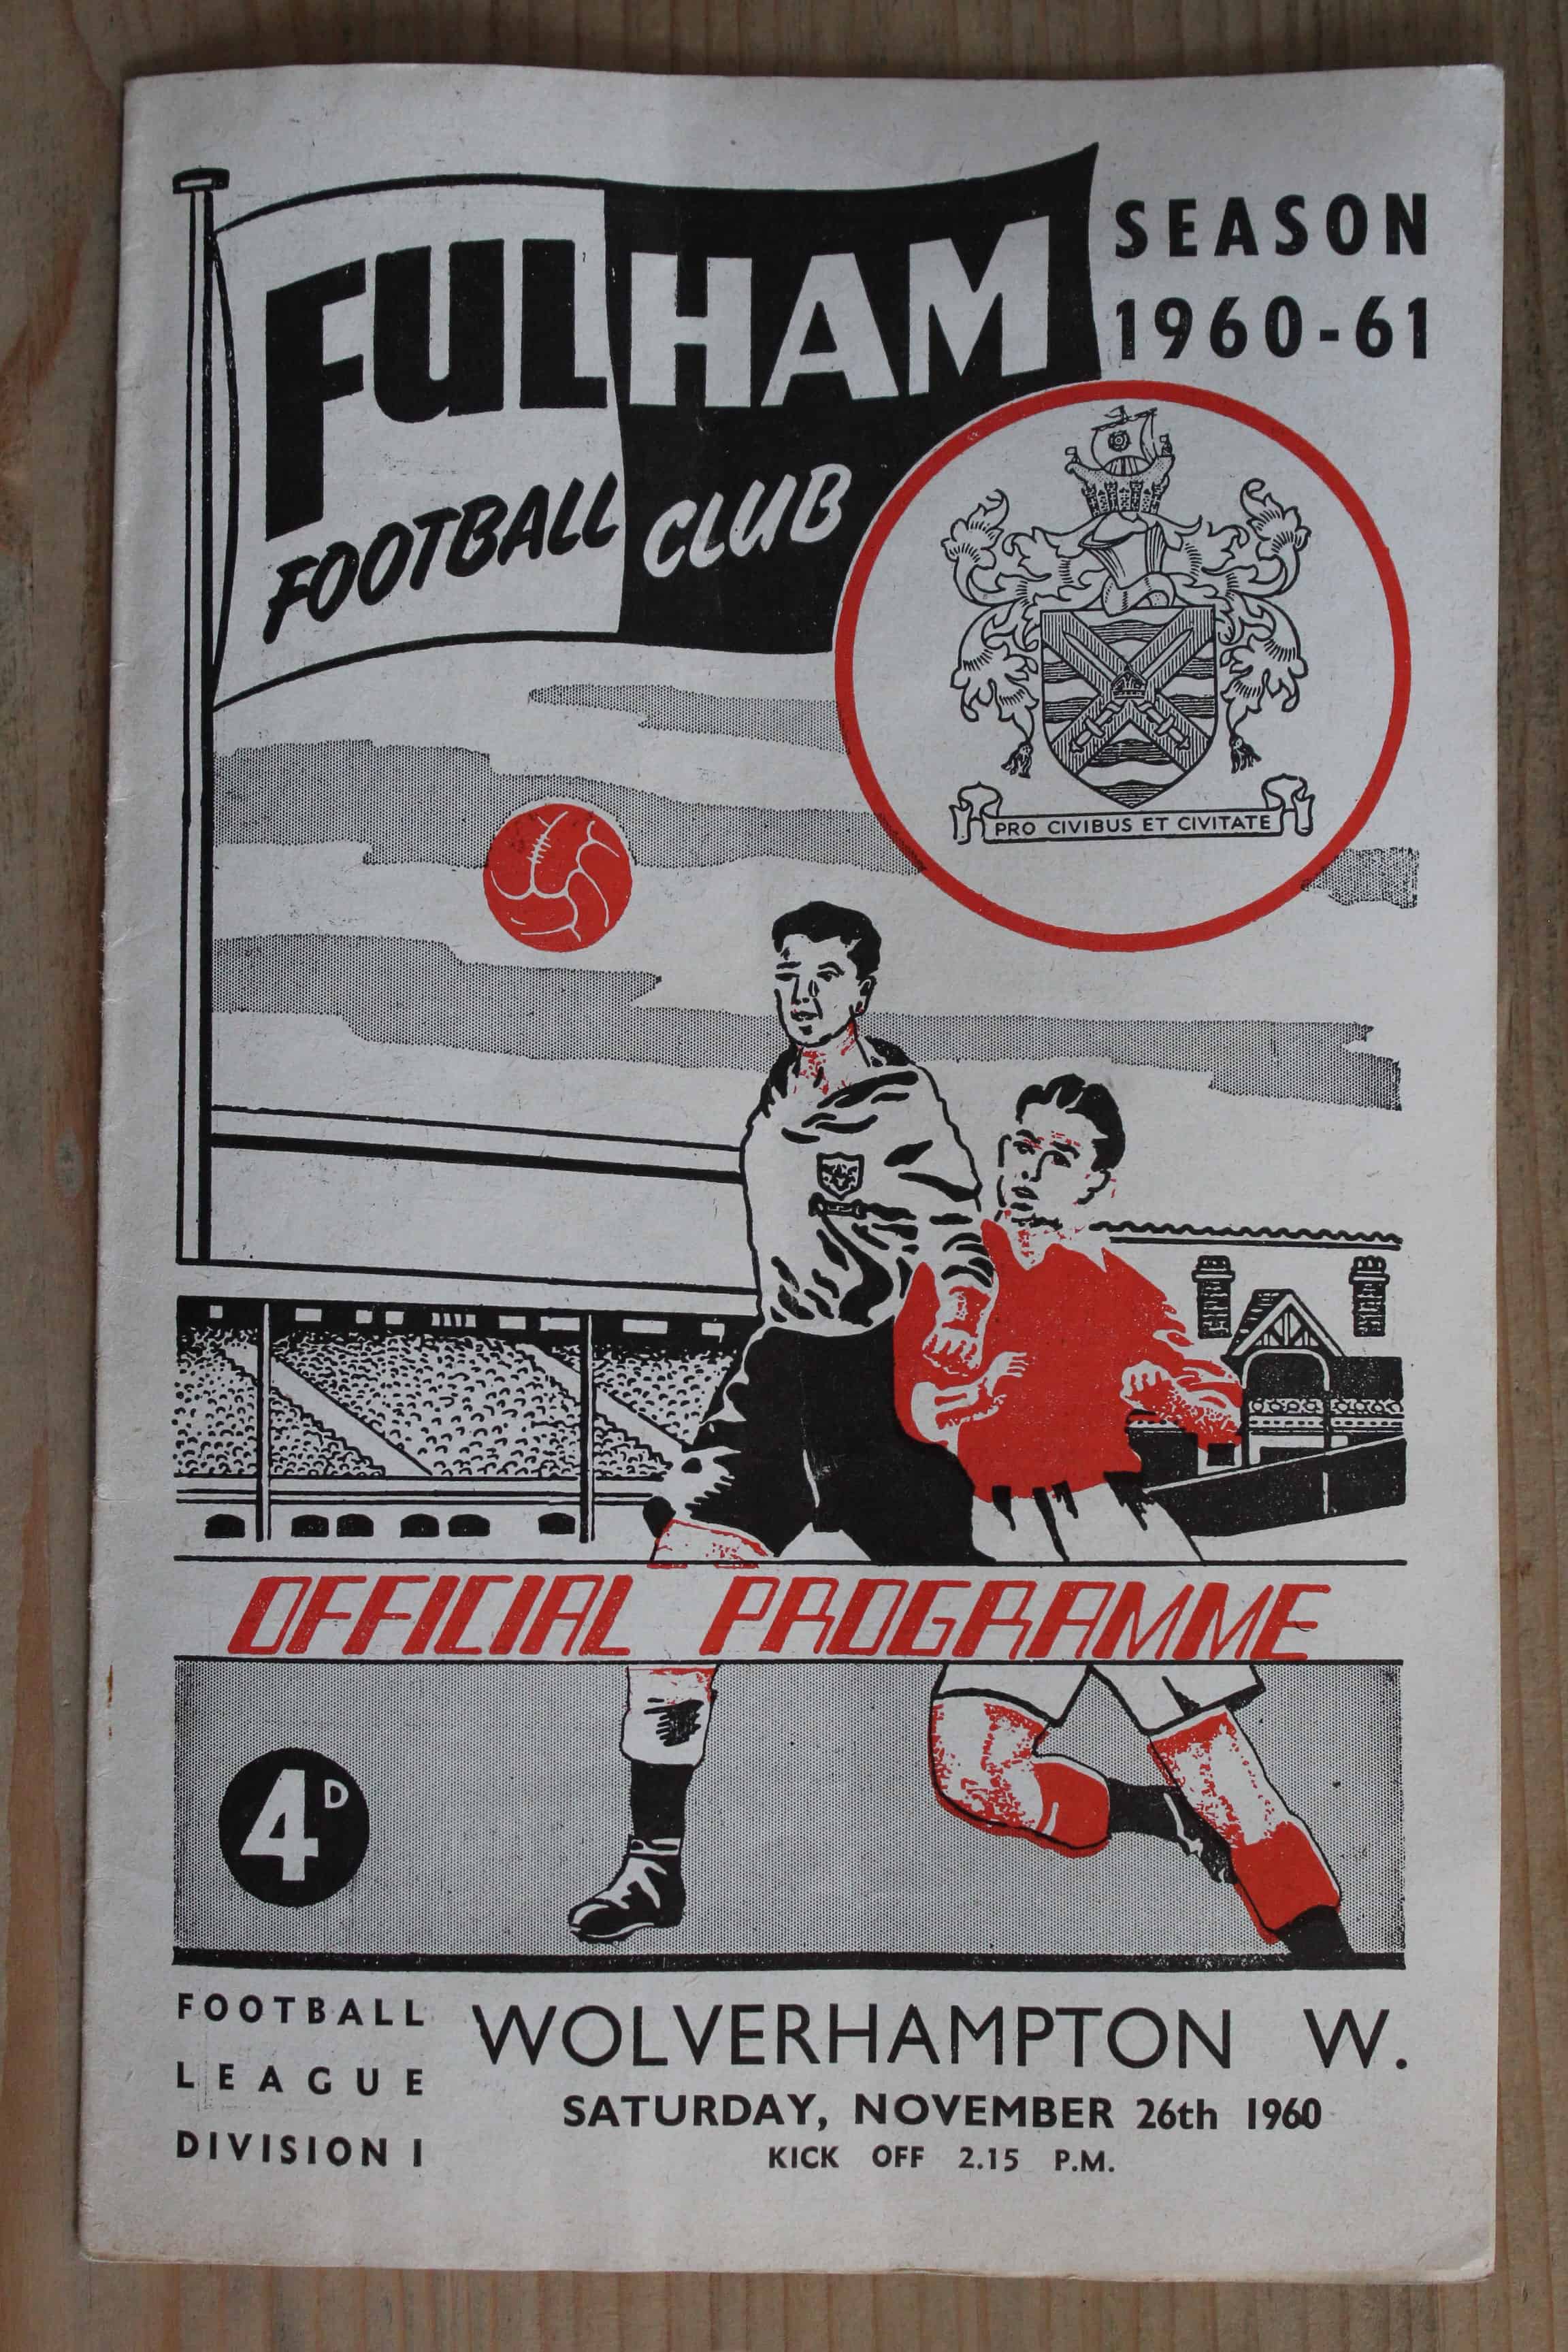 FULHAM
FOOTBALL CLUB
SEASON
1960-61
PRO CIVIBUS ET CIVITATE
OFFICIAL PROGRAMME
4D
FOOTBALL
LEAGUE
DIVISION I
WOLVERHAMPTON W.
SATURDAY, NOVEMBER 26th 1960
KICK OFF 2.15 P.M.